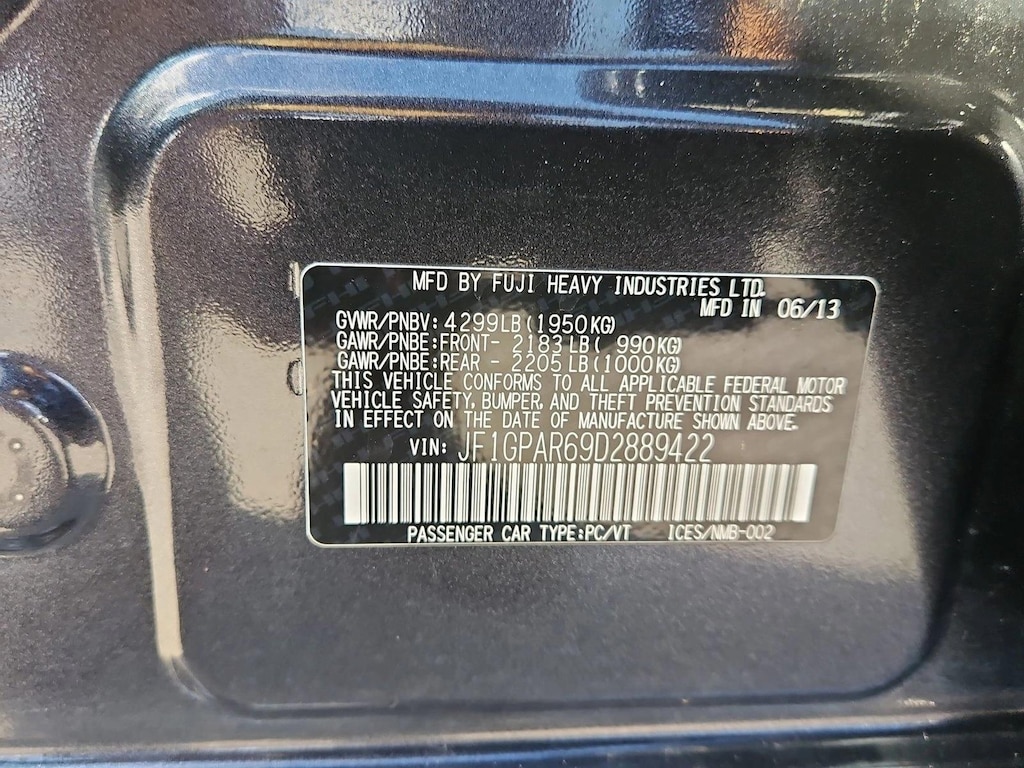 MFD BY FUJI HEAVY INDUSTRIES LTD.
MFD IN 06/13
GVWR/PNBV: 4299LB(1950KG)
GAWR/PNBE:FRONT- 2183LB( 990KG)
GAWR/PNBE:REAR - 2205LB(1000KG)
THIS VEHICLE CONFORMS TO ALL APPLICABLE FEDERAL MOTOR
VEHICLE SAFETY, BUMPER, AND THEFT PREVENTION STANDARDS
IN EFFECT ON THE DATE OF MANUFACTURE SHOWN ABOVE.
VIN: JF1GPAR69D2889422
PASSENGER CAR TYPE:PC/VT ICES/NMB-002